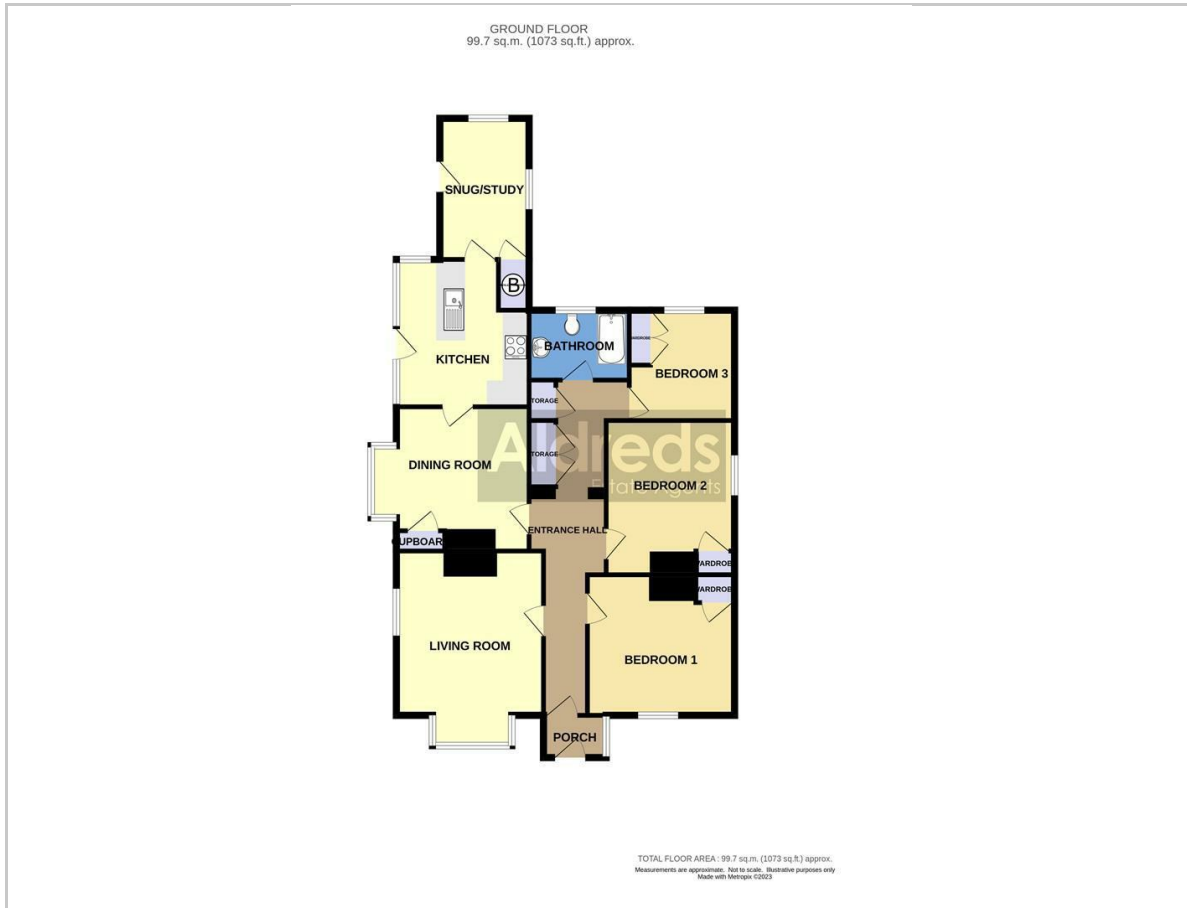 GROUND FLOOR
99.7 sq.m. (1073 sq.ft.) approx.
SNUG/STUDY
B
BATHROOM
KITCHEN
BEDROOM 3
TORAGE
Aldreds
Estate Agents
DINING ROOM
TORAGE
BEDROOM 2
ENTRANCE HALL
UPBOAR
VARDROB
VARDROB
LIVING ROOM
BEDROOM 1
PORCH
TOTAL FLOOR AREA : 99.7 sq.m. (1073 sq.ft.) approx.
Measurements are approximate. Not to scale. Illustrative purposes only
Made with Metropix ©2023